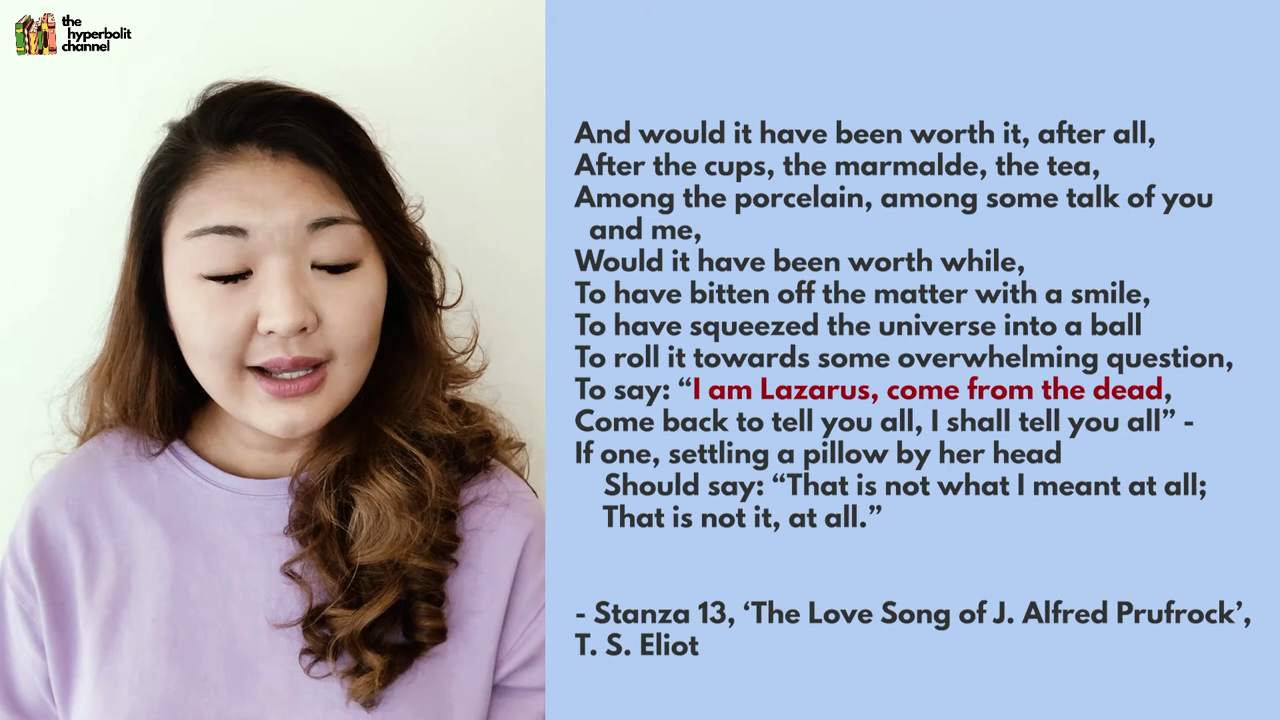 the
hyperbolit
channel
And would it have been worth it, after all,
After the cups, the marmalde, the tea,
Among the porcelain, among some talk of you
and me,
Would it have been worth while,
To have bitten off the matter with a smile,
To have squeezed the universe into a ball
To roll it towards some overwhelming question,
To say: “I am Lazarus, come from the dead,
Come back to tell you all, I shall tell you all” -
If one, settling a pillow by her head
Should say: “That is not what I meant at all;
That is not it, at all.”
- Stanza 13, ‘The Love Song of J. Alfred Prufrock’,
T. S. Eliot